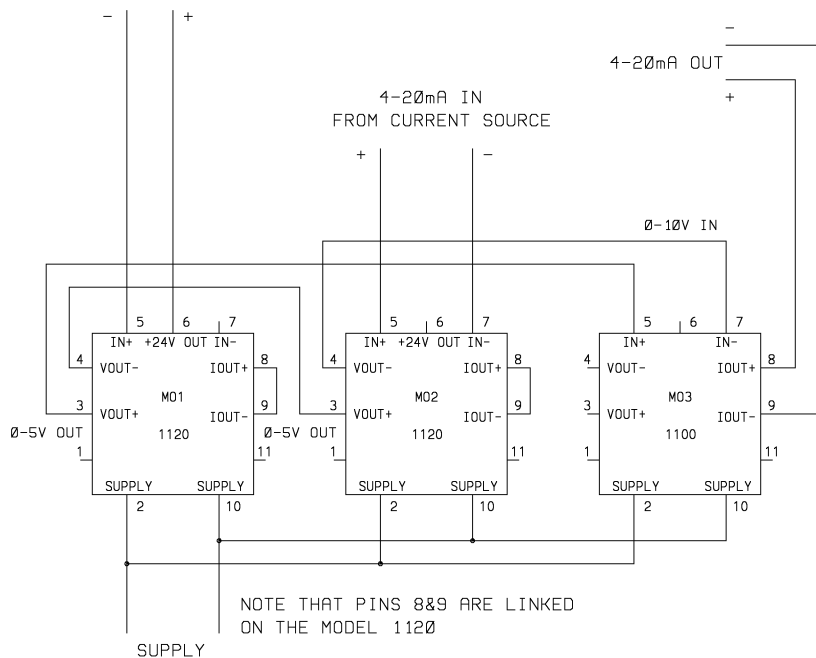 - +
-
4-20mA OUT
+
4-20mA IN
FROM CURRENT SOURCE
+ -
0-10V IN
5 6 7
5 6 7
5 6 7
IN+ +24V OUT IN-
IN+ +24V OUT IN-
IN+ IN-
4 VOUT- IOUT+ 8
4 VOUT- IOUT+ 8
4 VOUT- IOUT+ 8
M01
M02
M03
3 VOUT+ IOUT- 9
3 VOUT+ IOUT- 9
3 VOUT+ IOUT- 9
0-5V OUT
1120
0-5V OUT
1120
1100
1 11
1 11
1 11
SUPPLY SUPPLY
SUPPLY SUPPLY
SUPPLY SUPPLY
2 10
2 10
2 10
NOTE THAT PINS 8&9 ARE LINKED
ON THE MODEL 1120
SUPPLY